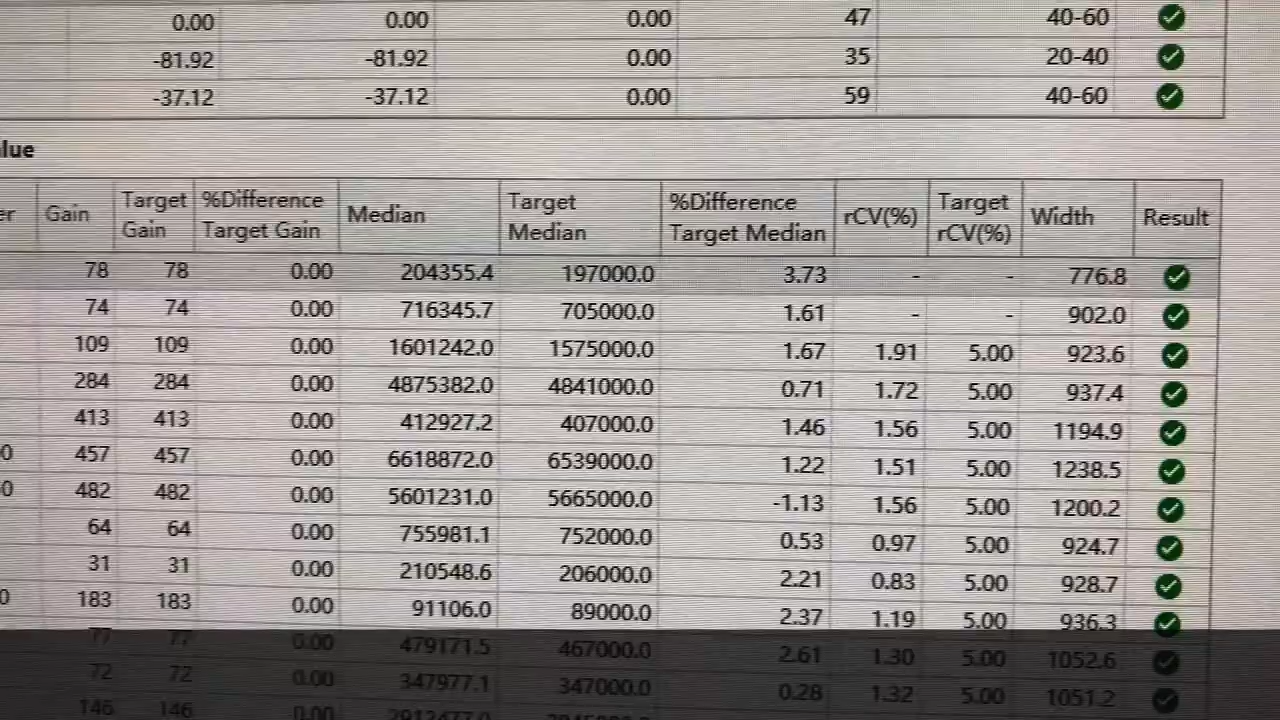 0.00 0.00 0.00 47 40-60
-81.92 -81.92 0.00 35 20-40
-37.12 -37.12 0.00 59 40-60
lue
er Gain Target Gain %Difference Target Gain Median Target Median %Difference Target Median rCV(%) Target rCV(%) Width Result
78 78 0.00 204355.4 197000.0 3.73 - - 776.8
74 74 0.00 716345.7 705000.0 1.61 - - 902.0
109 109 0.00 1601242.0 1575000.0 1.67 1.91 5.00 923.6
284 284 0.00 4875382.0 4841000.0 0.71 1.72 5.00 937.4
413 413 0.00 412927.2 407000.0 1.46 1.56 5.00 1194.9
0 457 457 0.00 6618872.0 6539000.0 1.22 1.51 5.00 1238.5
0 482 482 0.00 5601231.0 5665000.0 -1.13 1.56 5.00 1200.2
64 64 0.00 755981.1 752000.0 0.53 0.97 5.00 924.7
31 31 0.00 210548.6 206000.0 2.21 0.83 5.00 928.7
0 183 183 0.00 91106.0 89000.0 2.37 1.19 5.00 936.3
77 77 0.00 479171.5 467000.0 2.61 1.30 5.00 1052.6
72 72 0.00 347977.1 347000.0 0.28 1.32 5.00 1051.2
146 146 0.00